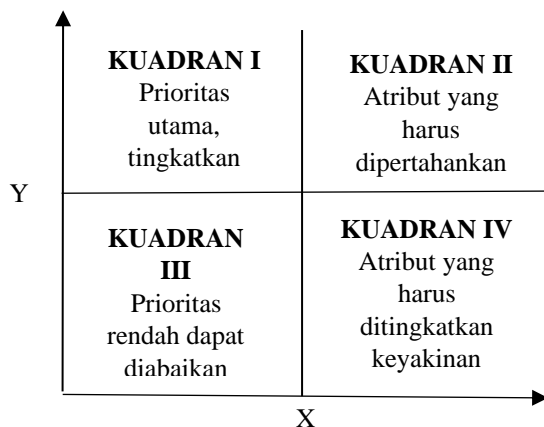 KUADRAN I
Prioritas
utama,
tingkatkan
KUADRAN II
Atribut yang
harus
dipertahankan
Y
KUADRAN
III
Prioritas
rendah dapat
diabaikan
KUADRAN IV
Atribut yang
harus
ditingkatkan
keyakinan
X